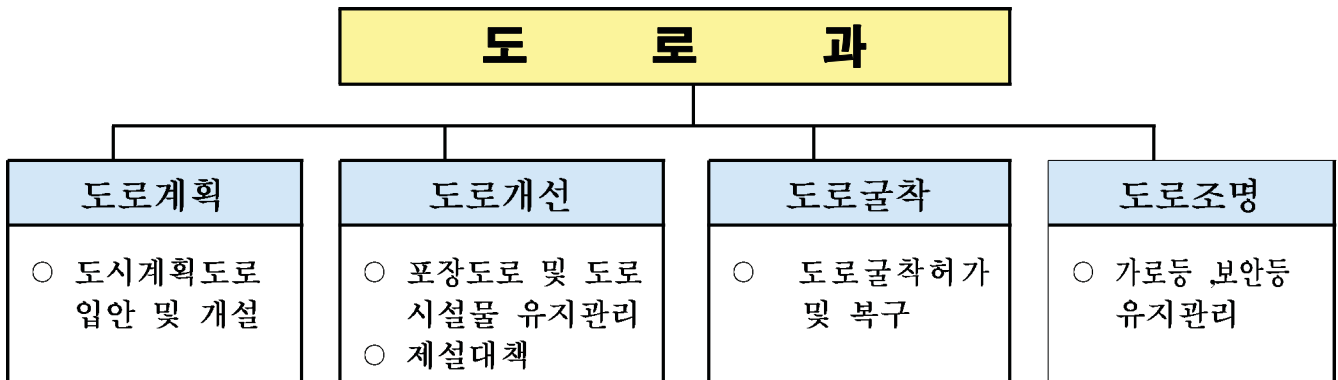 도 로 과
도로계획
○ 도시계획도로
입안 및 개설
도로개선
○ 포장도로 및 도로
시설물 유지관리
○ 제설대책
도로굴착
○ 도로굴착허가
및 복구
도로조명
○ 가로등,보안등
유지관리